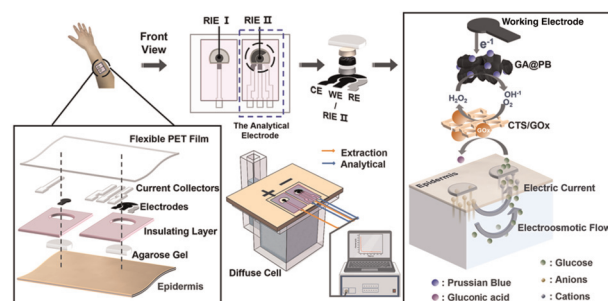 Front
View
RIE I
RIE II
The Analytical
Electrode
CE
WE
RE
RIE II
Flexible PET Film
Current Collectors
Electrodes
Insulating Layer
Agarose Gel
Epidermis
Extraction
Analytical
+ −
Diffuse Cell
Working Electrode
e⁻¹
GA@PB
H₂O₂
OH⁻¹
O₂
CTS/GOx
GOx
Epidermis
Electric Current
Electroosmotic Flow
: Glucose
: Prussian Blue
: Anions
: Gluconic acid
: Cations